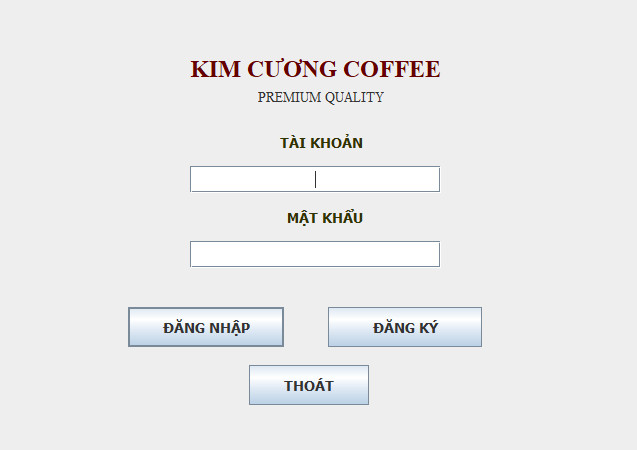 KIM CƯƠNG COFFEE
PREMIUM QUALITY
TÀI KHOẢN
MẬT KHẨU
ĐĂNG NHẬP
ĐĂNG KÝ
THOÁT